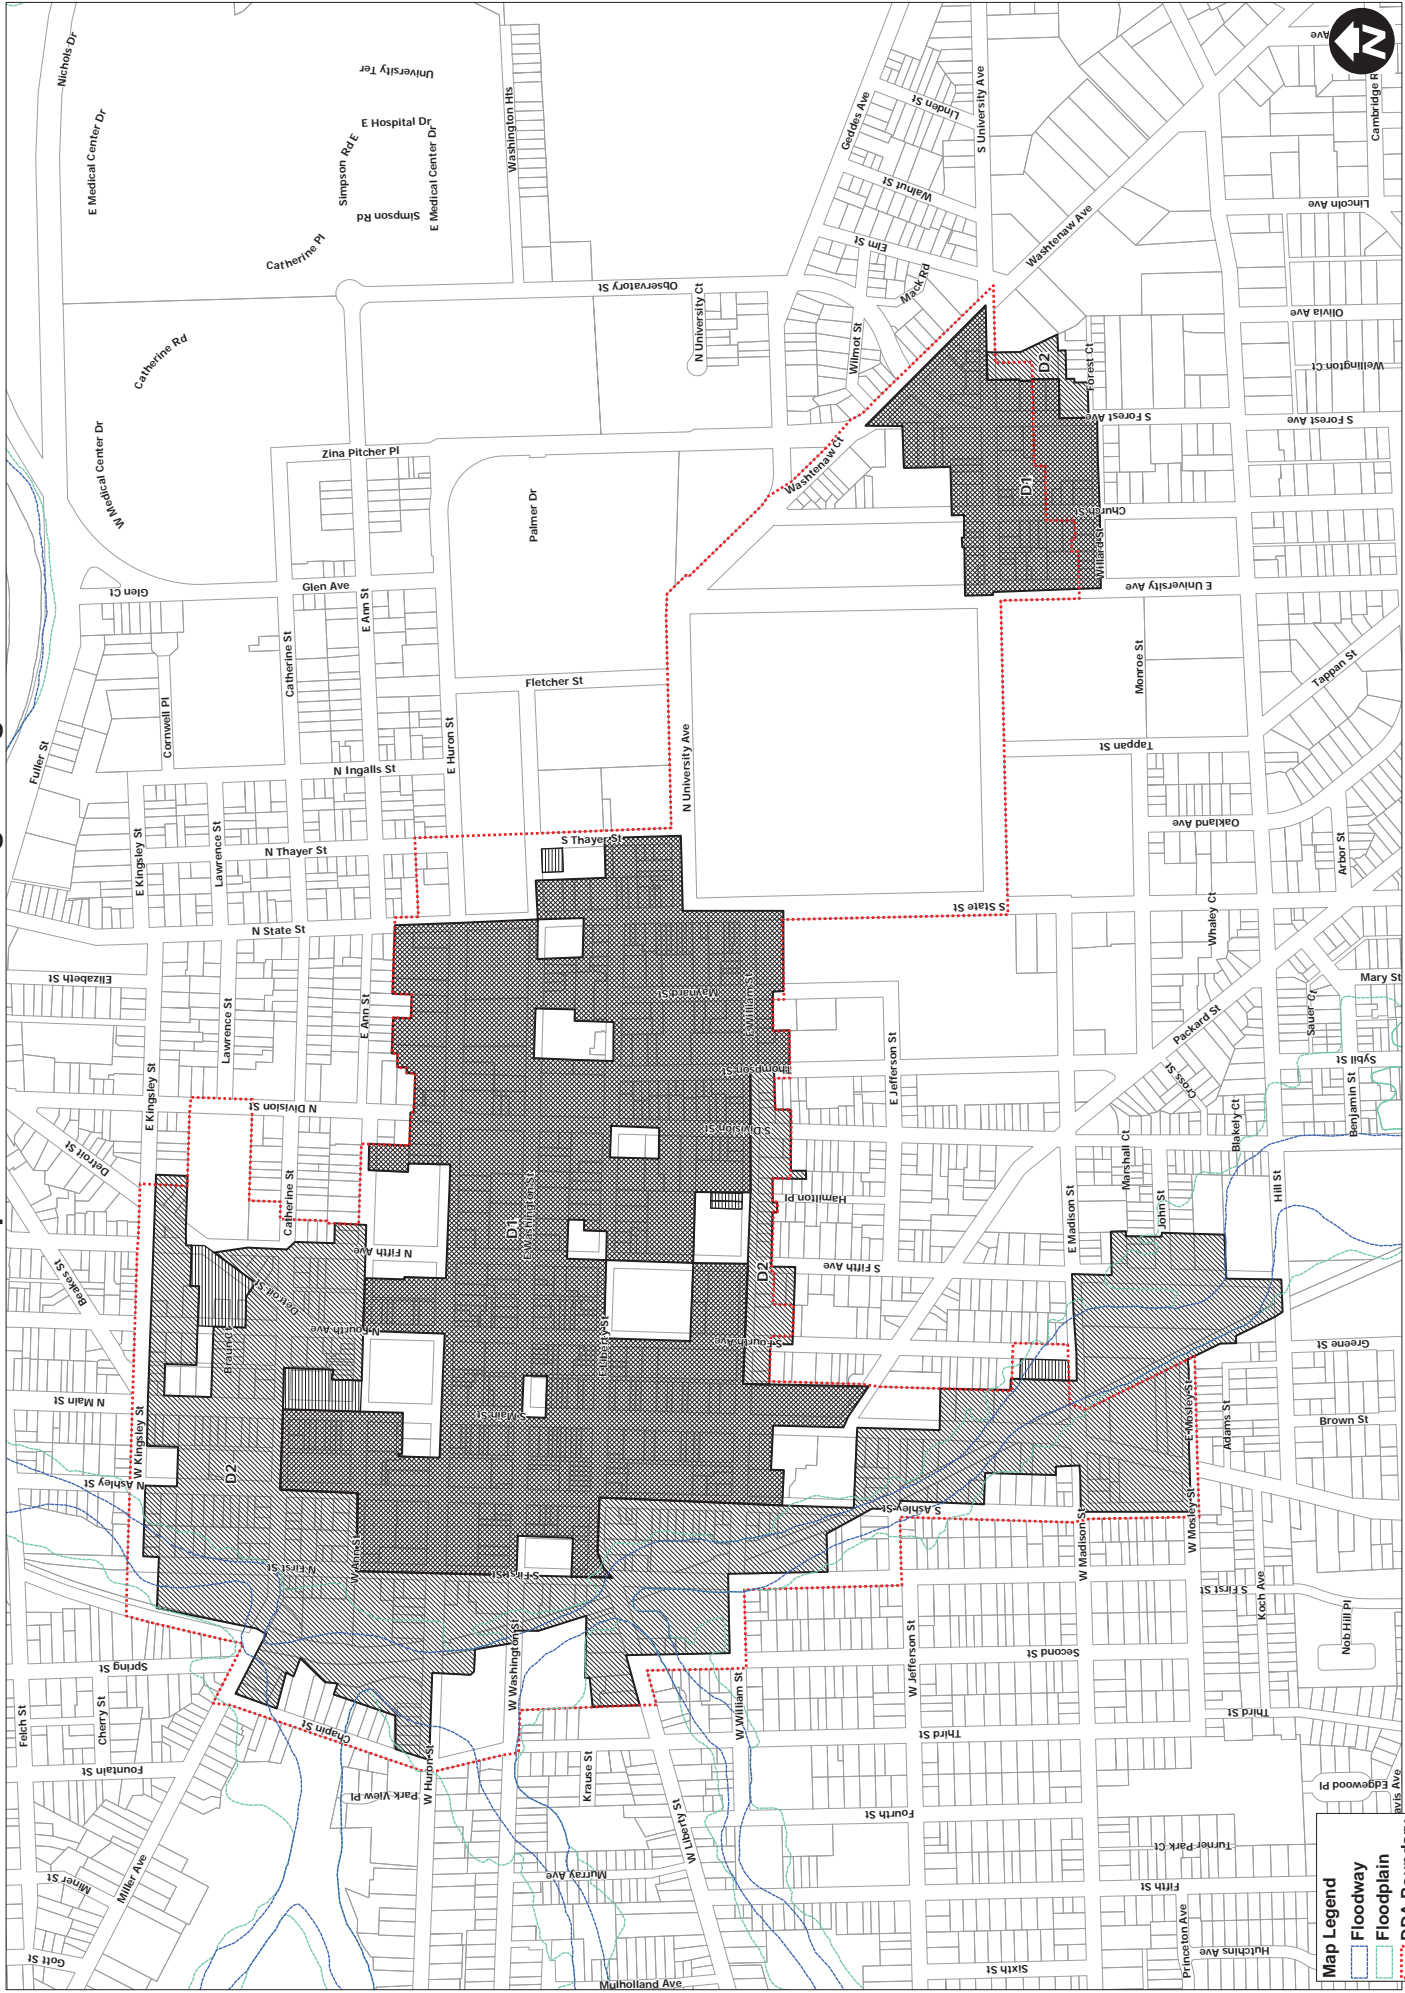 Nichols Dr
E Medical Center Dr
University Ter
E Hospital Dr
Simpson Rd E
E Medical Center Dr
Simpson Rd
Washington Hts
Catherine Pl
Catherine Rd
W Medical Center Dr
Zina Pitcher Pl
Palmer Dr
Observatory St
N University Ct
Geddes Ave
Linden St
S University Ave
Walnut St
Elm St
Mack Rd
Wilmot St
Washtenaw Ave
Lincoln Ave
Cambridge R
Ave
N
Olivia Ave
Wellington Ct
S Forest Ave
S Forest Ave
Forest Ct
D2
D1
Washtenaw Ct
Church St
Willard St
E University Ave
Glen Ct
Glen Ave
E Ann St
Catherine St
Cornwell Pl
Fuller St
Fletcher St
N University Ave
Monroe St
Tappan St
Tappan St
E Huron St
N Ingalls St
Lawrence St
E Kingsley St
N Thayer St
S Thayer St
Oakland Ave
Arbor St
N State St
S State St
Whaley Ct
Elizabeth St
Lawrence St
E Ann St
E Kingsley St
Mary St
Sauer Ct
Sybil St
Packard St
Cross St
E Jefferson St
E William St
Thompson St
S Division St
N Division St
Detroit St
Catherine St
Benjamin St
Blakely Ct
Marshall Ct
John St
Hill St
E Madison St
Hamilton Pl
S Fifth Ave
N Fifth Ave
D1
E Washington
D2
Beakes St
Detroit St
N Fourth Ave
S Fourth Ave
E Liberty St
Braun Ct
N Main St
S Main St
W Kingsley St
N Ashley St
D2
S Ashley St
Greene St
Brown St
Adams St
E Mosley St
W Mosley St
W Madison St
N First St
W Ann St
S First St
S First St
Koch Ave
Nob Hill Pl
W Washington St
Second St
W Jefferson St
W William St
Spring St
Cherry St
Felch St
Fountain St
Chapin St
W Huron St
Park View Pl
Third St
Third St
Krause St
W Liberty St
Fourth St
Edgewood Pl
avis Ave
Turner Park Ct
Miller Ave
Miner St
Murray Ave
Fifth St
Gott St
Mulholland Ave
Sixth St
Princeton Ave
Hutchins Ave
Map Legend
Floodway
Floodplain